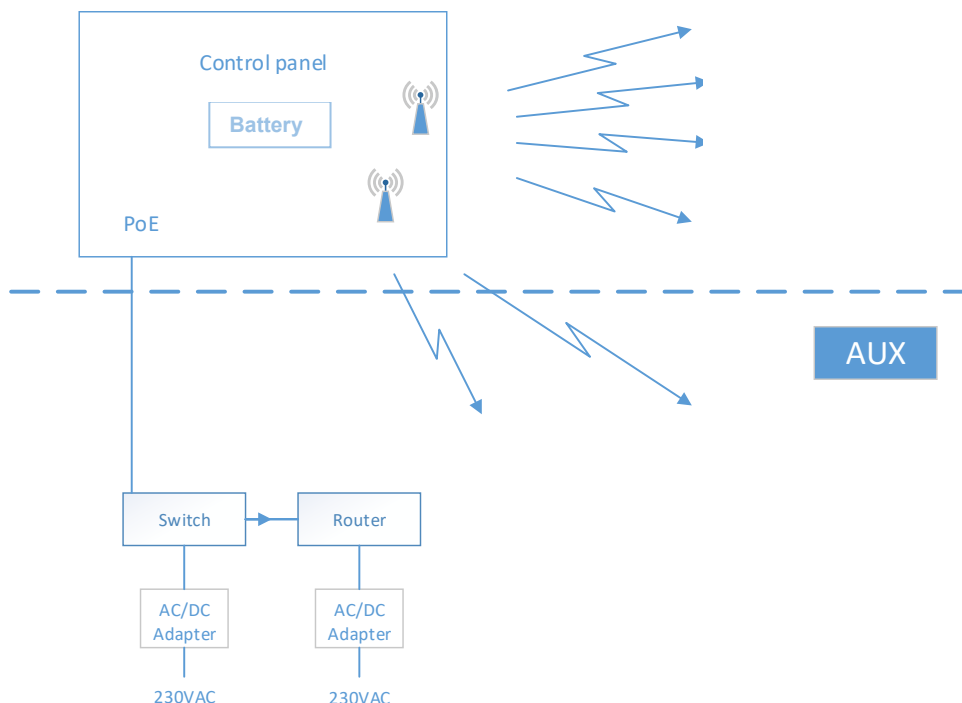 Control panel
Battery
PoE
AUX
Switch
Router
AC/DC
Adapter
AC/DC
Adapter
230VAC
230VAC